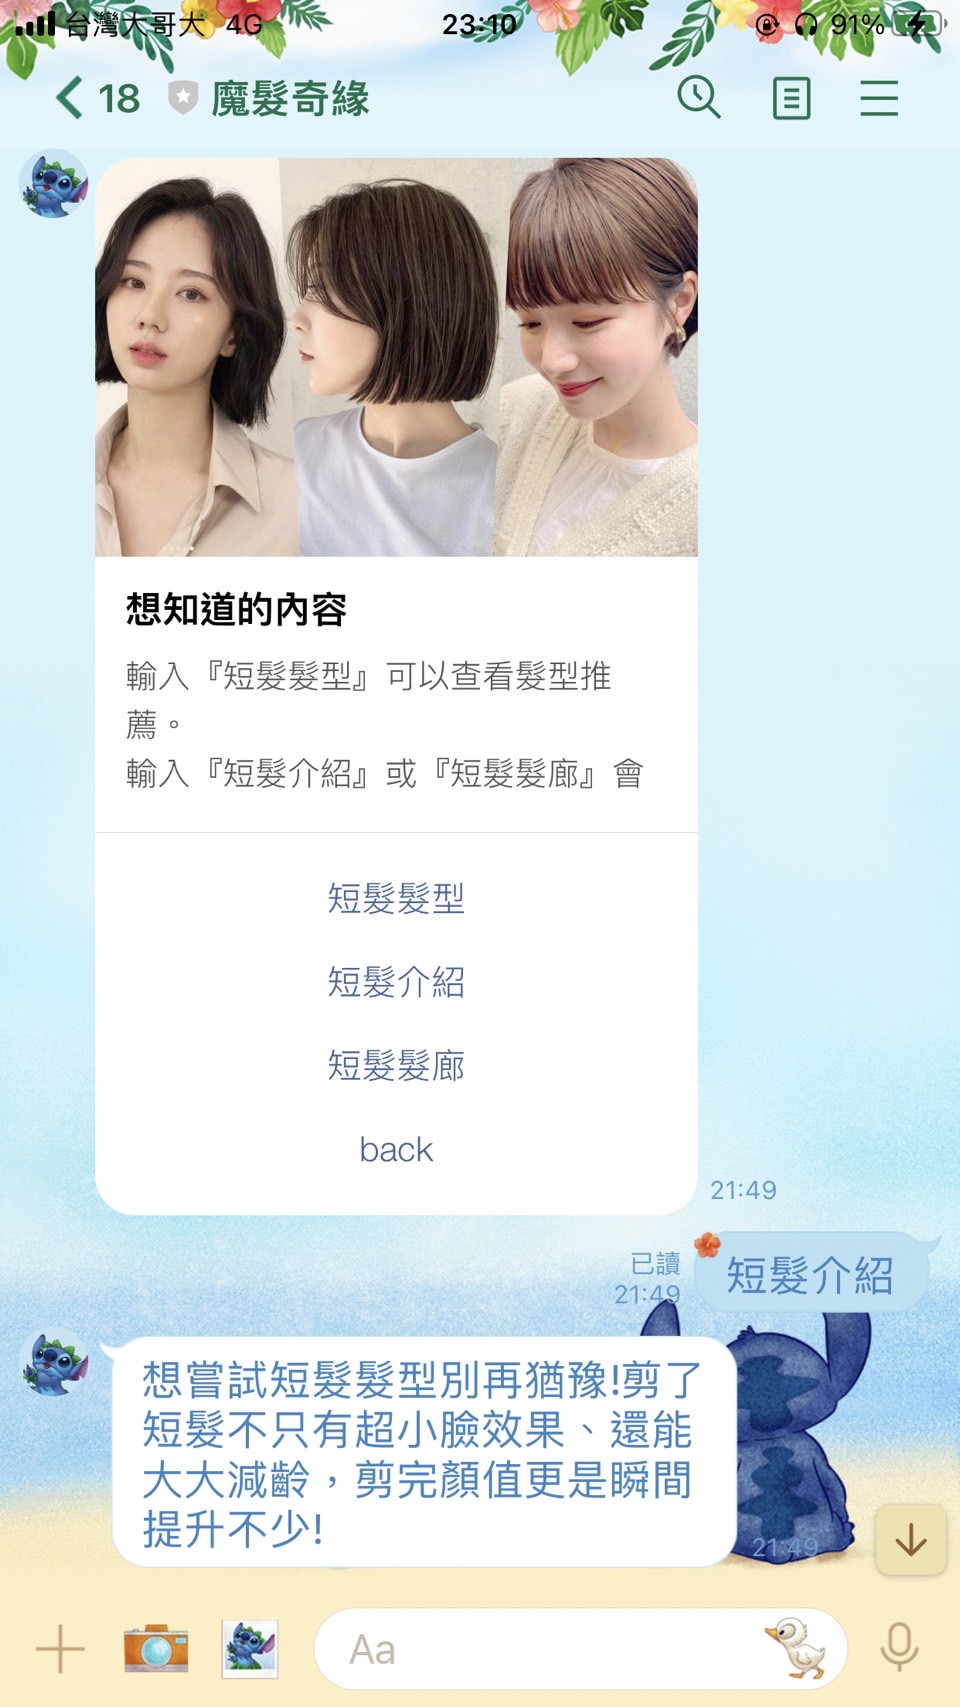 台灣大哥大 4G 23:10 91%
18 魔髮奇緣
想知道的內容
輸入『短髮髮型』可以查看髮型推
薦。
輸入『短髮介紹』或『短髮髮廊』會
短髮髮型
短髮介紹
短髮髮廊
back
21:49
已讀
21:49
短髮介紹
想嘗試短髮髮型別再猶豫!剪了
短髮不只有超小臉效果、還能
大大減齡，剪完顏值更是瞬間
提升不少!
21:49
Aa